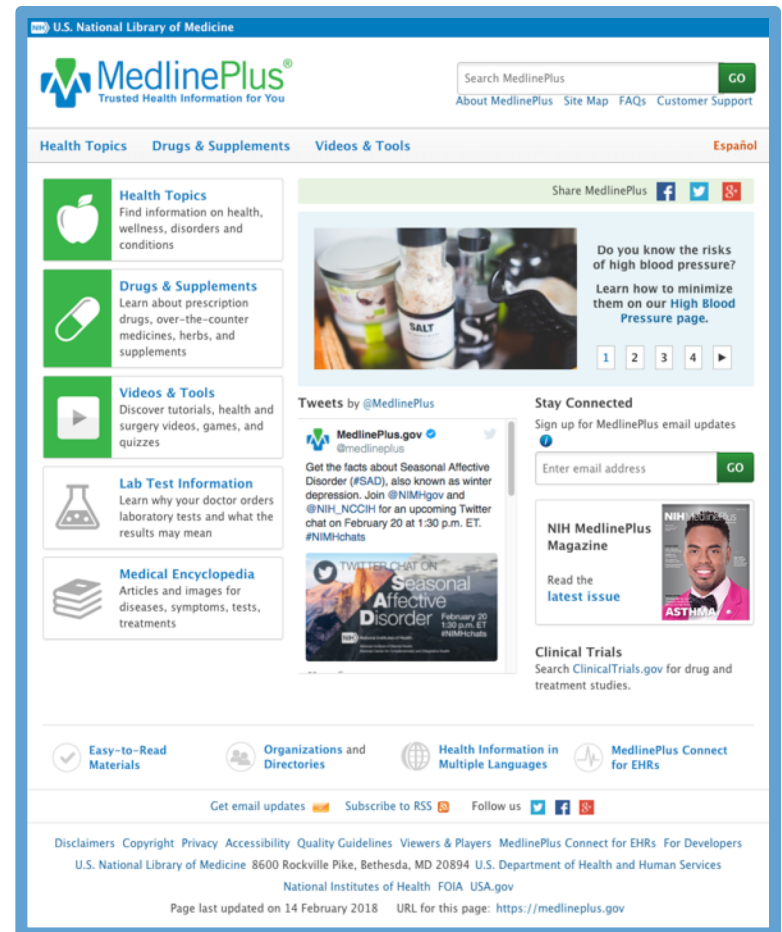 NIH U.S. National Library of Medicine
MedlinePlus®
Trusted Health Information for You
Search MedlinePlus
GO
About MedlinePlus Site Map FAQs Customer Support
Health Topics Drugs & Supplements Videos & Tools Español
Health Topics
Find information on health,
wellness, disorders and
conditions
Drugs & Supplements
Learn about prescription
drugs, over-the-counter
medicines, herbs, and
supplements
Videos & Tools
Discover tutorials, health and
surgery videos, games, and
quizzes
Lab Test Information
Learn why your doctor orders
laboratory tests and what the
results may mean
Medical Encyclopedia
Articles and images for
diseases, symptoms, tests,
treatments
Share MedlinePlus
SALT
S.
Do you know the risks
of high blood pressure?
Learn how to minimize
them on our High Blood
Pressure page.
1 2 3 4
Tweets by @MedlinePlus
MedlinePlus.gov
@medlineplus
Get the facts about Seasonal Affective
Disorder (#SAD), also known as winter
depression. Join @NIMHgov and
@NIH_NCCIH for an upcoming Twitter
chat on February 20 at 1:30 p.m. ET.
#NIMHchats
TWITTER CHAT ON
Seasonal
Affective
Disorder
February 20
1:30 p.m. ET
#NIMHchats
NIH National Institutes of Health
Stay Connected
Sign up for MedlinePlus email updates
Enter email address
GO
NIH MedlinePlus
Magazine
Read the
latest issue
NIH MedlinePlus
ASTHMA
Clinical Trials
Search ClinicalTrials.gov for drug and
treatment studies.
Easy-to-Read
Materials
Organizations and
Directories
Health Information in
Multiple Languages
MedlinePlus Connect
for EHRs
Get email updates Subscribe to RSS Follow us
Disclaimers Copyright Privacy Accessibility Quality Guidelines Viewers & Players MedlinePlus Connect for EHRs For Developers
U.S. National Library of Medicine 8600 Rockville Pike, Bethesda, MD 20894 U.S. Department of Health and Human Services
National Institutes of Health FOIA USA.gov
Page last updated on 14 February 2018 URL for this page: https://medlineplus.gov